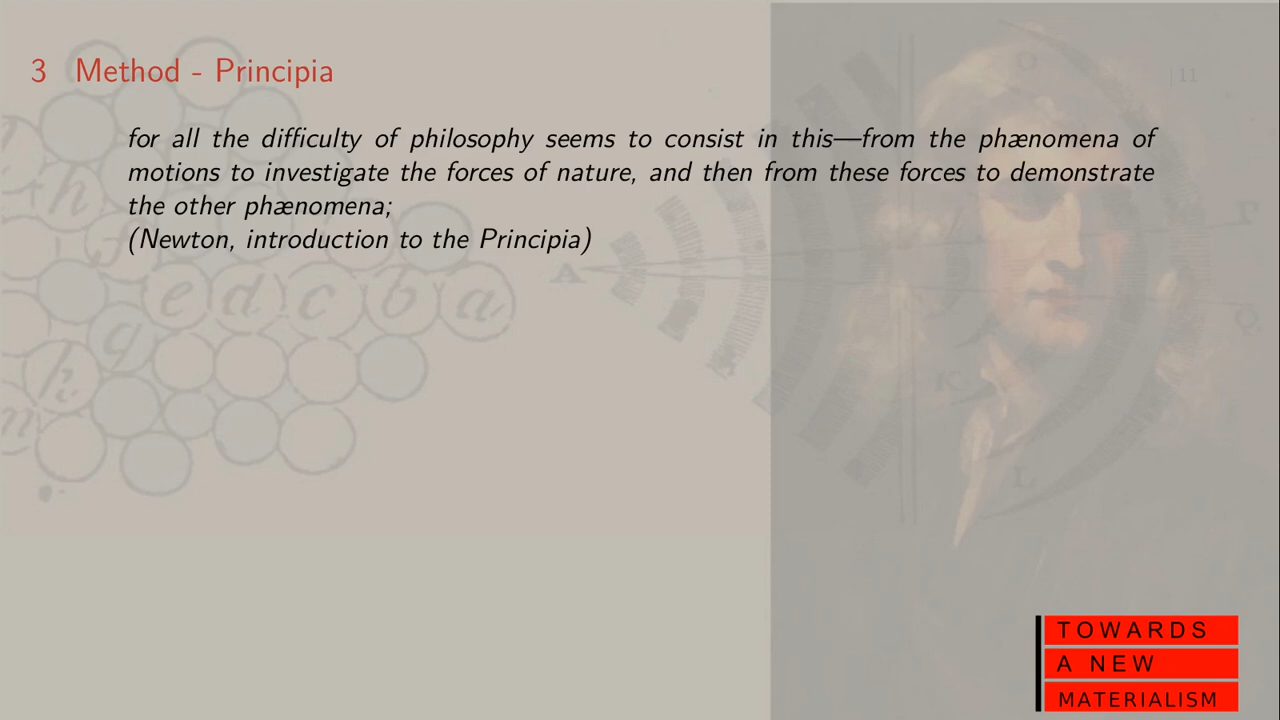 3 Method - Principia
|11
for all the difficulty of philosophy seems to consist in this—from the phænomena of
motions to investigate the forces of nature, and then from these forces to demonstrate
the other phænomena;
(Newton, introduction to the Principia)
h
f
e d c b a
g
k
m
A
O
P
Q
K
L
TOWARDS
A NEW
MATERIALISM